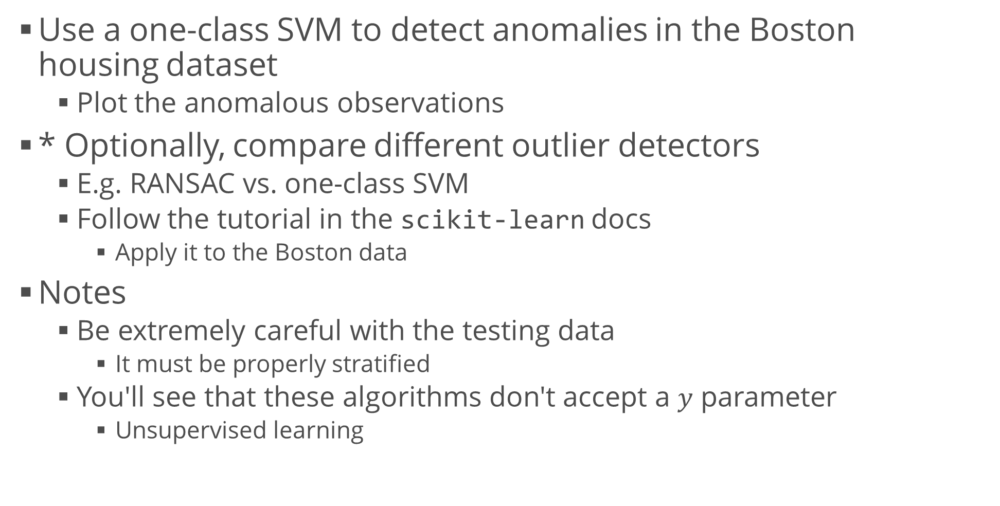 ▪ Use a one-class SVM to detect anomalies in the Boston
housing dataset
▪ Plot the anomalous observations
▪ * Optionally, compare different outlier detectors
▪ E.g. RANSAC vs. one-class SVM
▪ Follow the tutorial in the scikit-learn docs
▪ Apply it to the Boston data
▪ Notes
▪ Be extremely careful with the testing data
▪ It must be properly stratified
▪ You'll see that these algorithms don't accept a y parameter
▪ Unsupervised learning